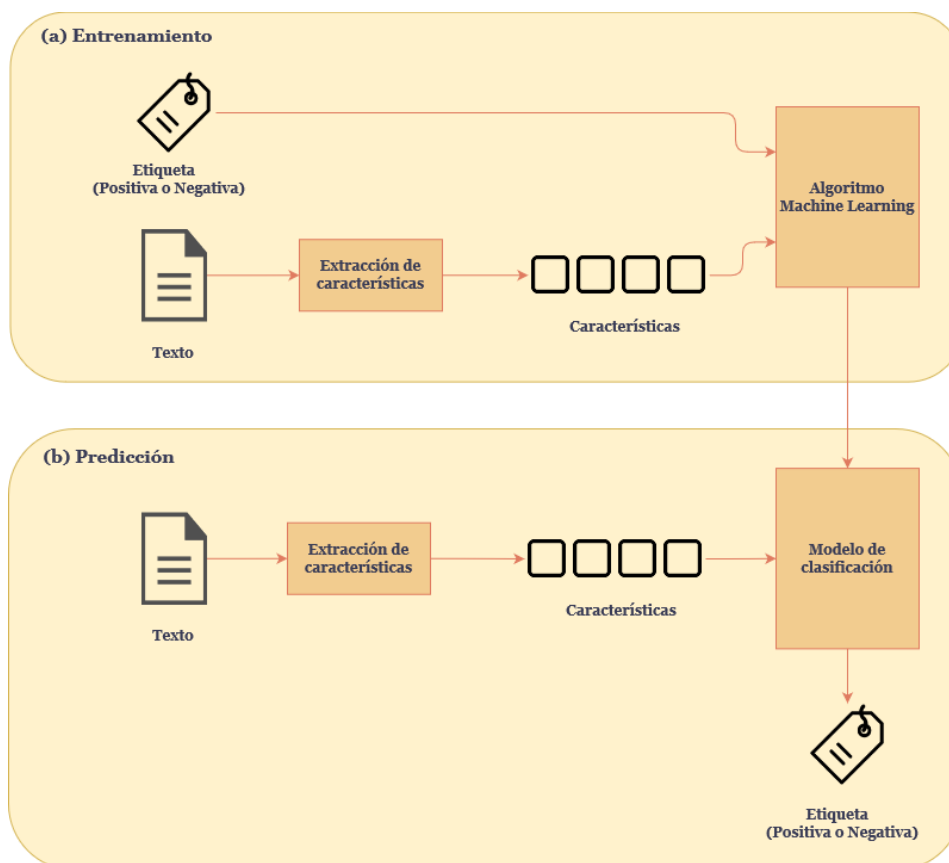 (a) Entrenamiento
Etiqueta
(Positiva o Negativa)
Algoritmo
Machine Learning
Extracción de
características
Características
Texto
(b) Predicción
Extracción de
características
Modelo de
clasificación
Características
Texto
Etiqueta
(Positiva o Negativa)